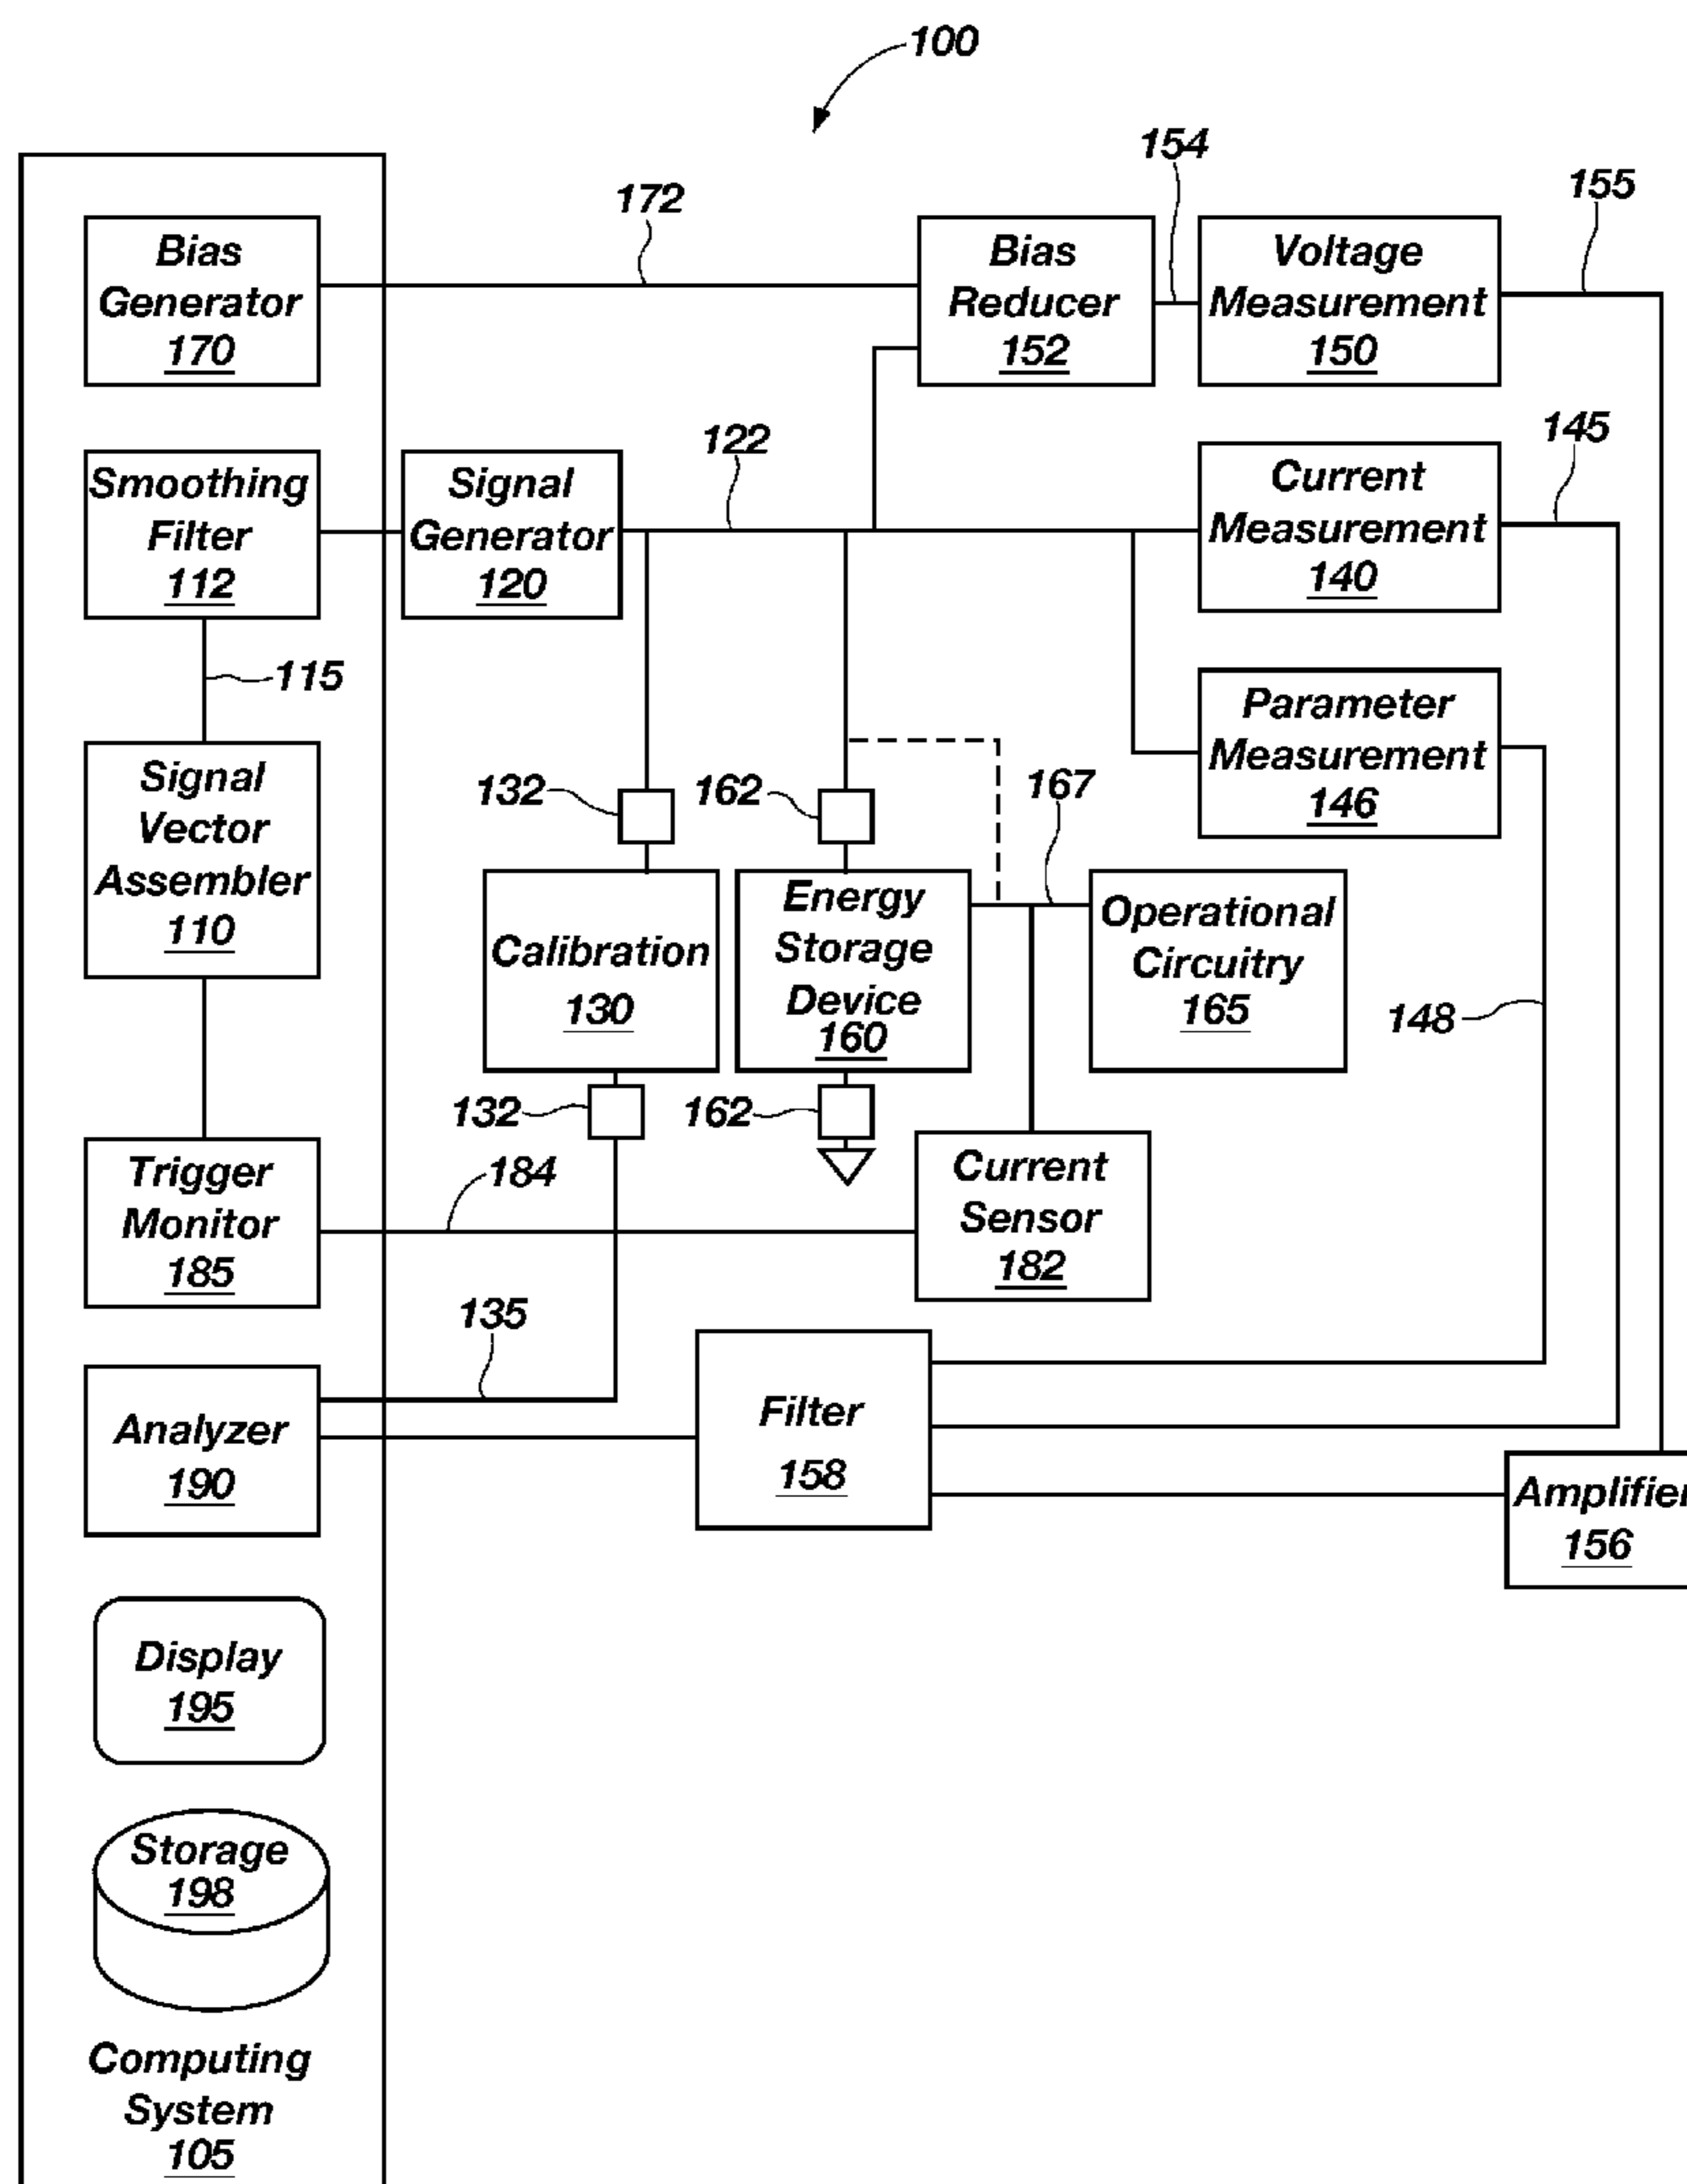 100
154
155
172
Bias
Generator
170
Bias
Reducer
152
Voltage
Measurement
150
122
145
Smoothing
Filter
112
Signal
Generator
120
Current
Measurement
140
115
Parameter
Measurement
146
Signal
Vector
Assembler
110
132
162
167
Calibration
130
Energy
Storage
Device
160
Operational
Circuitry
165
148
132
162
Trigger
Monitor
185
184
Current
Sensor
182
135
Analyzer
190
Filter
158
Amplifier
156
Display
195
Storage
198
Computing
System
105